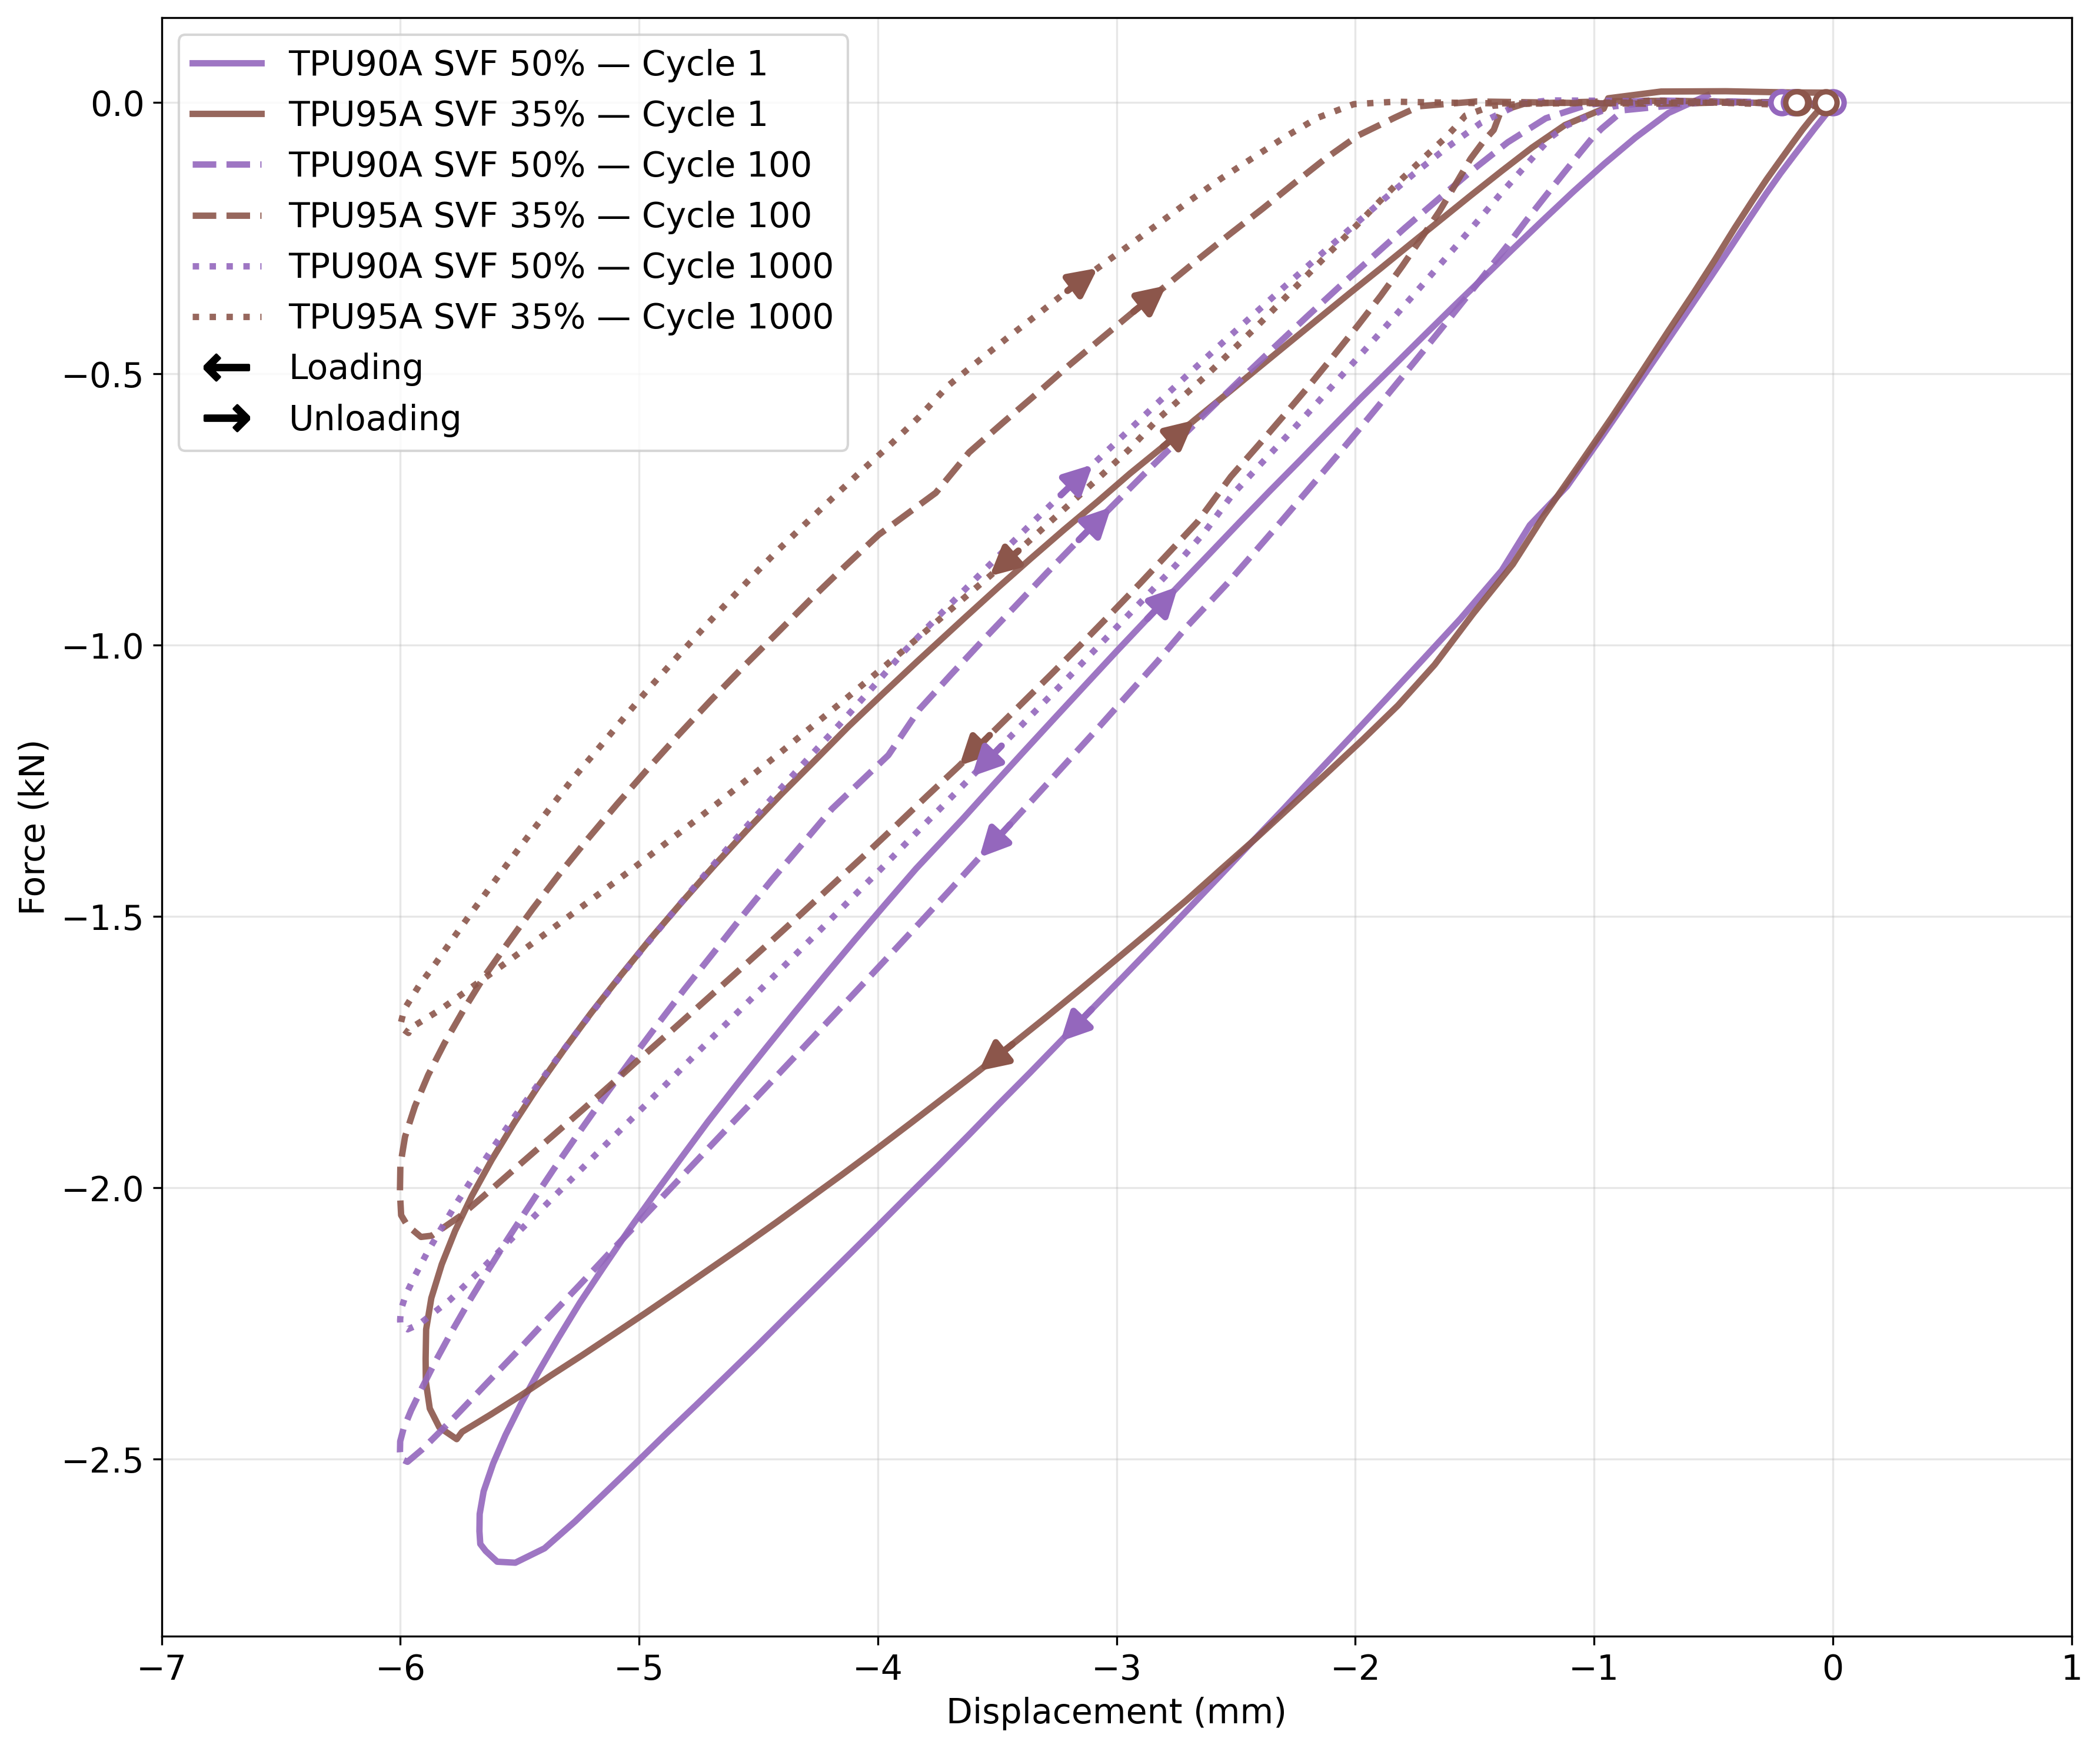 TPU90A SVF 50% — Cycle 1
TPU95A SVF 35% — Cycle 1
TPU90A SVF 50% — Cycle 100
TPU95A SVF 35% — Cycle 100
TPU90A SVF 50% — Cycle 1000
TPU95A SVF 35% — Cycle 1000
Loading
Unloading
0.0
−0.5
−1.0
−1.5
−2.0
−2.5
Force (kN)
−7 −6 −5 −4 −3 −2 −1 0 1
Displacement (mm)